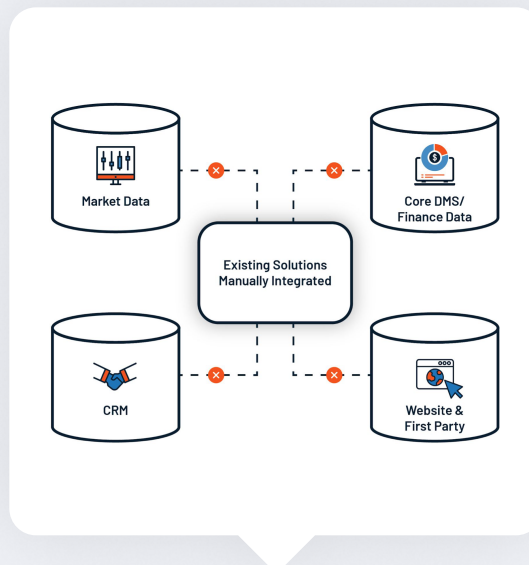 Market Data
Core DMS/
Finance Data
Existing Solutions
Manually Integrated
CRM
Website &
First Party